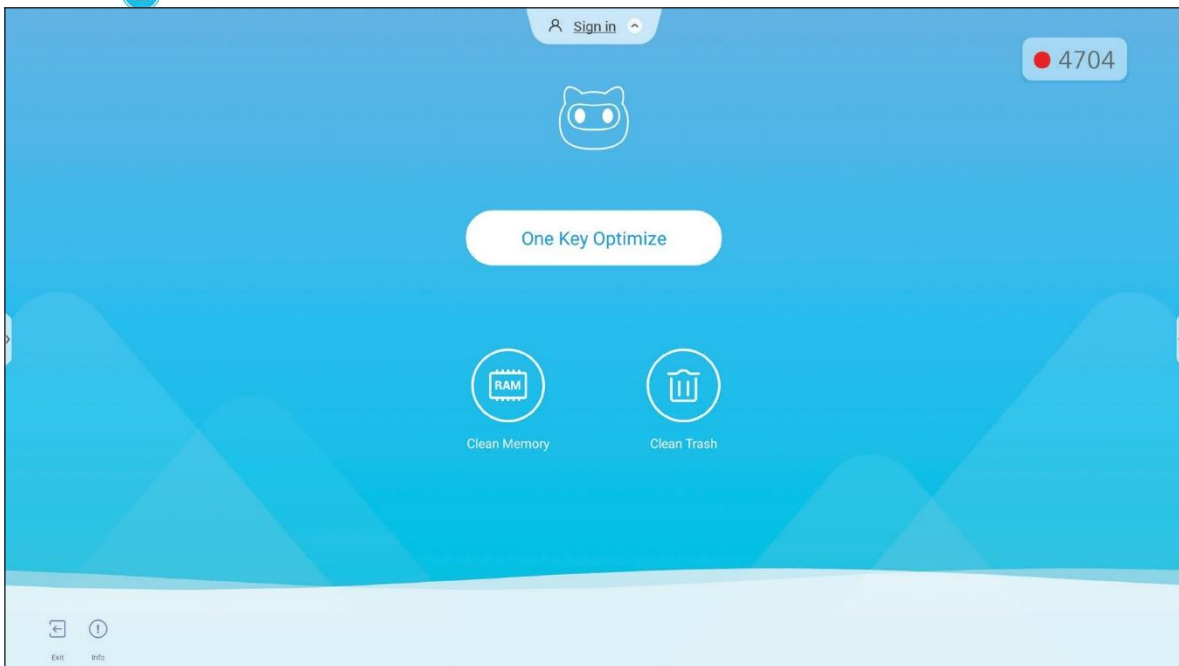 Sign in
4704
One Key Optimize
RAM
Clean Memory
Clean Trash
Exit
Info